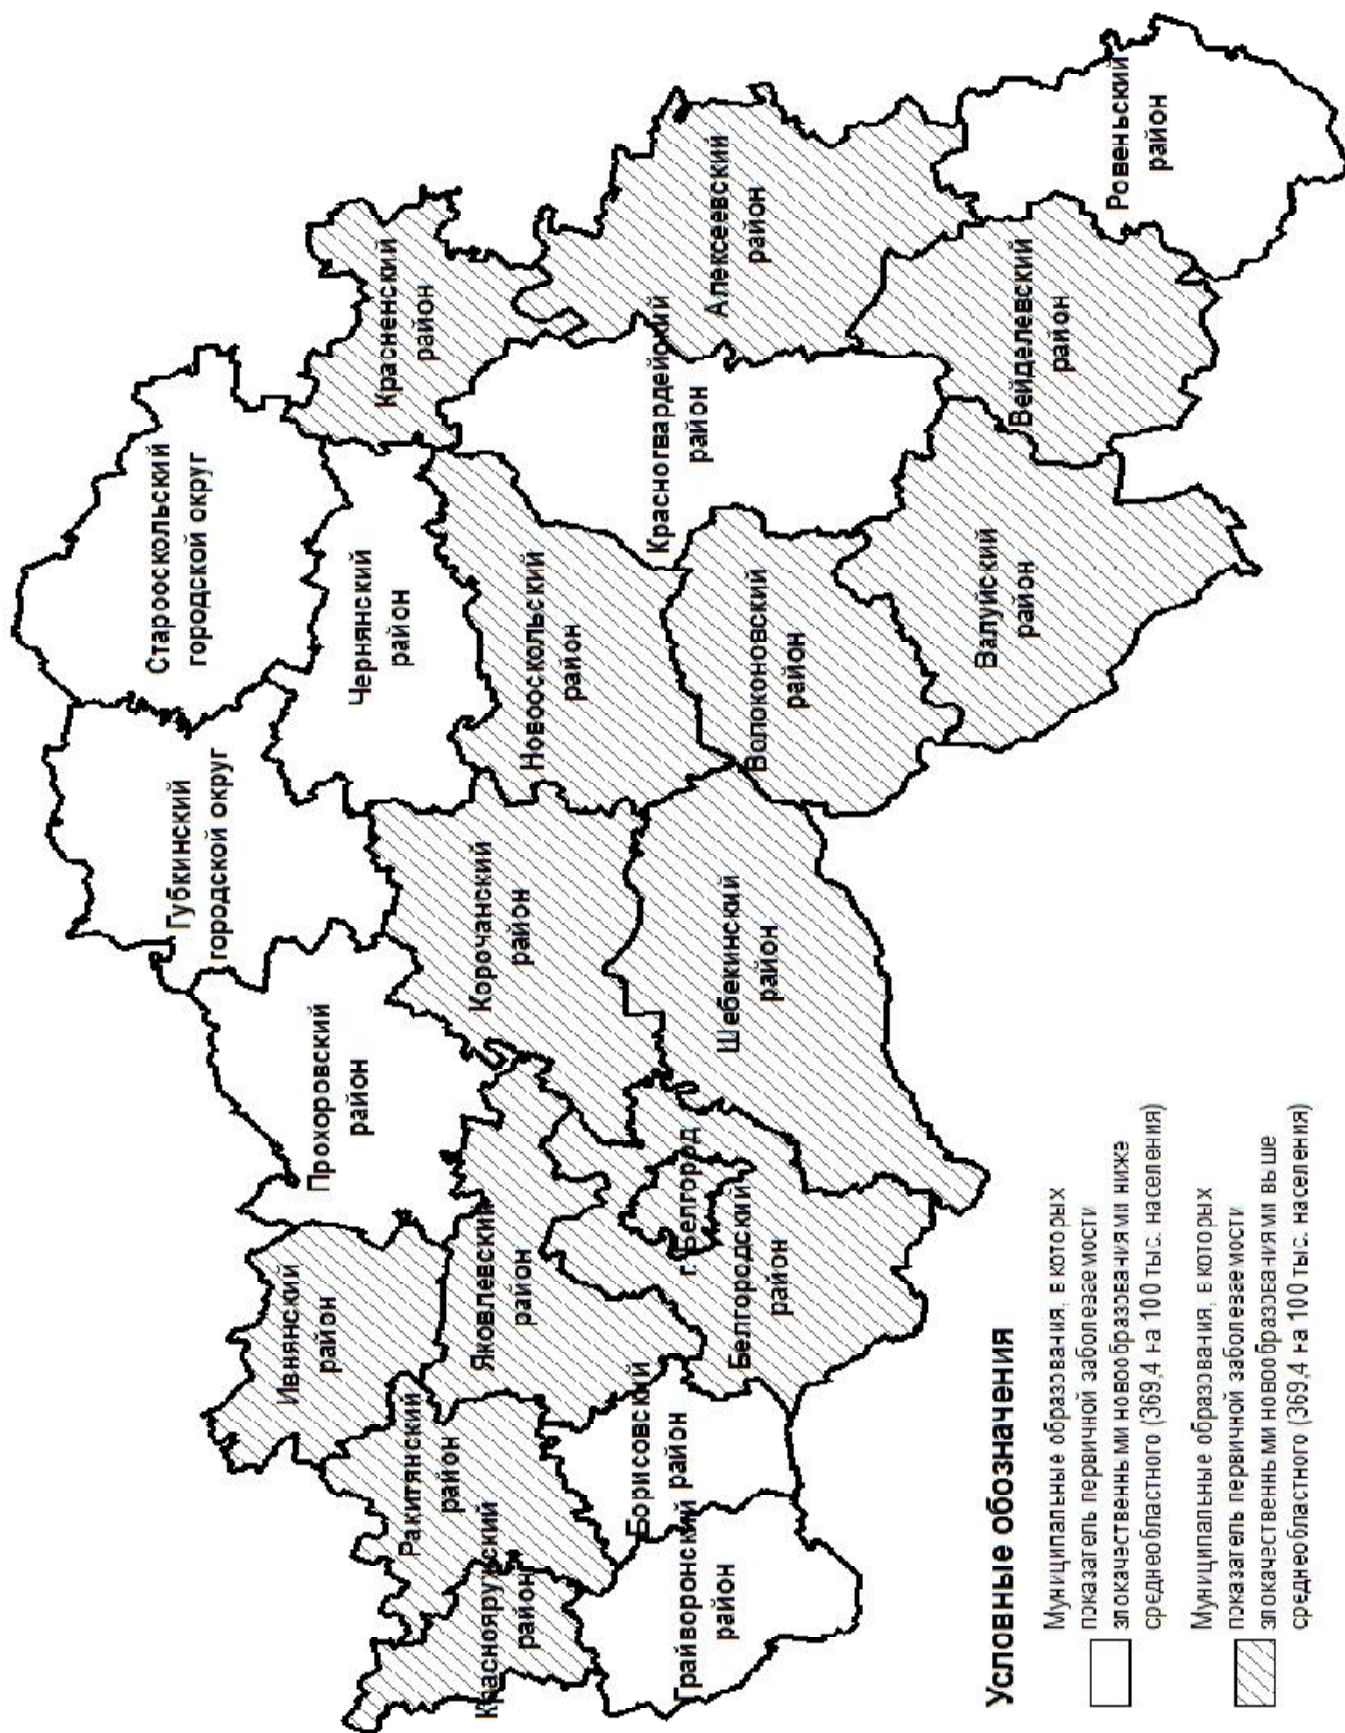 Старооскольский
городской округ
Губкинский
городской округ
Чернянский
район
Красненский
район
Прохоровский
район
Ивнянский
район
Корочанский
район
Новооскольский
район
Красногвардейский
район
Алексеевский
район
Ракитянский
район
Яковлевский
район
Краснояружский
район
Борисовский
район
Грайворонский
район
г. Белгород
Белгородский
район
Шебекинский
район
Волоконовский
район
Валуйский
район
Вейделевский
район
Ровеньский
район
Условные обозначения
Муниципальные образования, в которых
показатель первичной заболеваемости
злокачественными новообразованиями ниже
среднеобластного (369,4 на 100 тыс. населения)
Муниципальные образования, в которых
показатель первичной заболеваемости
злокачественными новообразованиями выше
среднеобластного (369,4 на 100 тыс. населения)